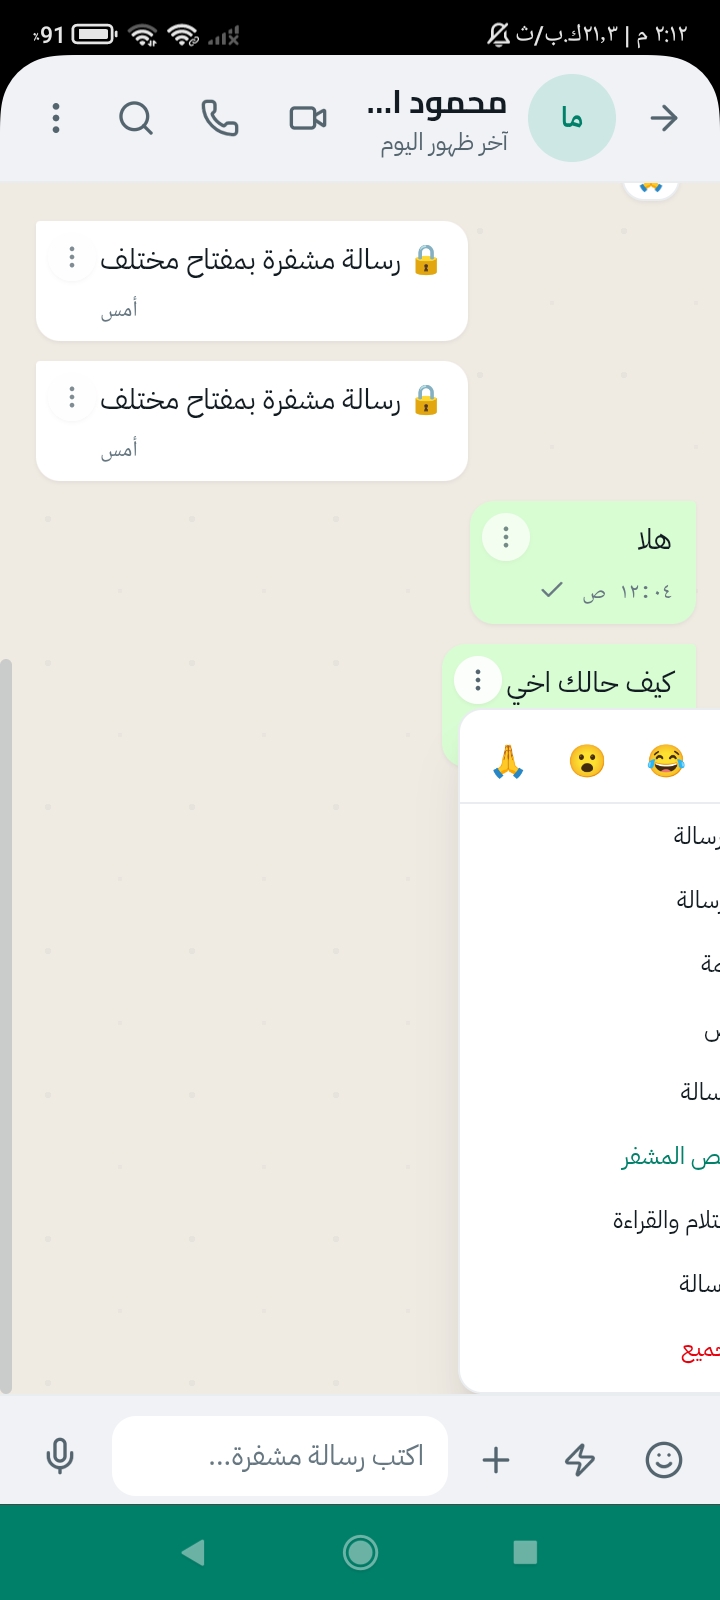 ٢:١٢ م | ٢١,٣ك.ب/ث
91٪
محمود ا...
ما
آخر ظهور اليوم
رسالة مشفرة بمفتاح مختلف
أمس
رسالة مشفرة بمفتاح مختلف
أمس
هلا
١٢:٠٤ ص
كيف حالك اخي
المشفر
والقراءة
اكتب رسالة مشفرة...